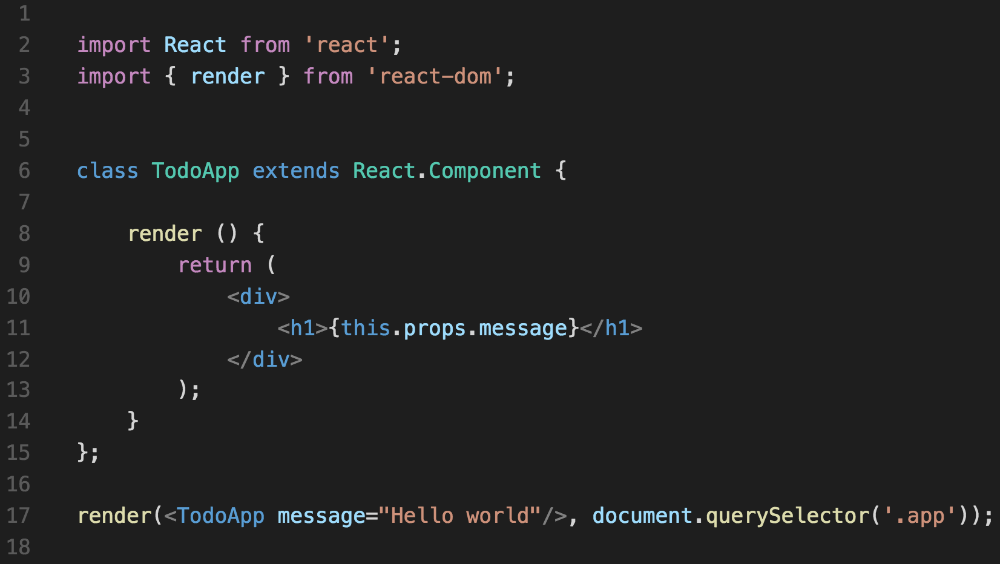 1
2 import React from 'react';
3 import { render } from 'react-dom';
4
5
6 class TodoApp extends React.Component {
7
8     render () {
9         return (
10             <div>
11                 <h1>{this.props.message}</h1>
12             </div>
13         );
14     }
15 };
16
17 render(<TodoApp message="Hello world"/>, document.querySelector('.app'));
18